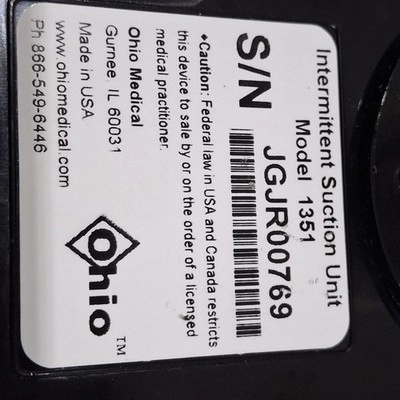 Intermittent Suction Unit
Model 1351
S/N JGJR00769
•Caution: Federal law in USA and Canada restricts
this device to sale by or on the order of a licensed
medical practitioner.
Ohio Medical
Gurnee, IL 60031
Made in USA
www.ohiomedical.com
Ph 866-549-6446
Ohio TM